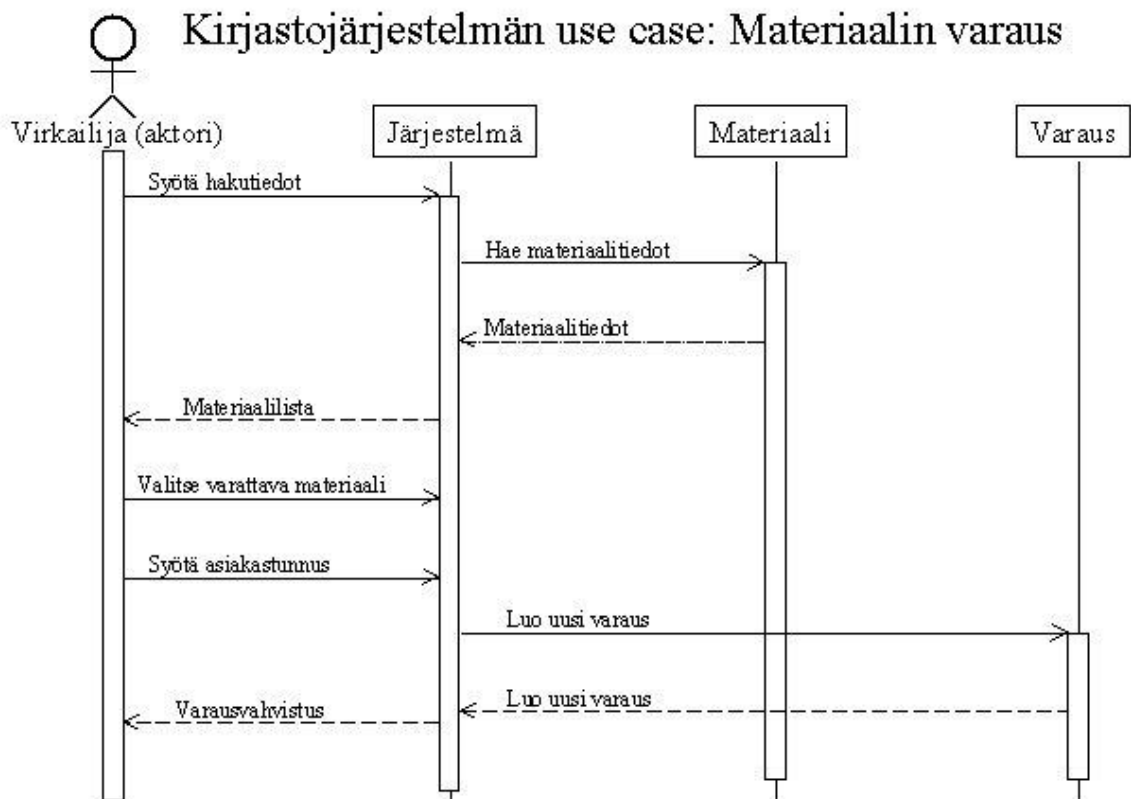 Kirjastojärjestelmän use case: Materiaalin varaus
Virkailija (aktori)
Järjestelmä
Materiaali
Varaus
Syötä hakutiedot
Hae materiaalitiedot
Materiaalitiedot
Materiaalilista
Valitse varattava materiaali
Syötä asiakastunnus
Luo uusi varaus
Luo uusi varaus
Varausvahvistus